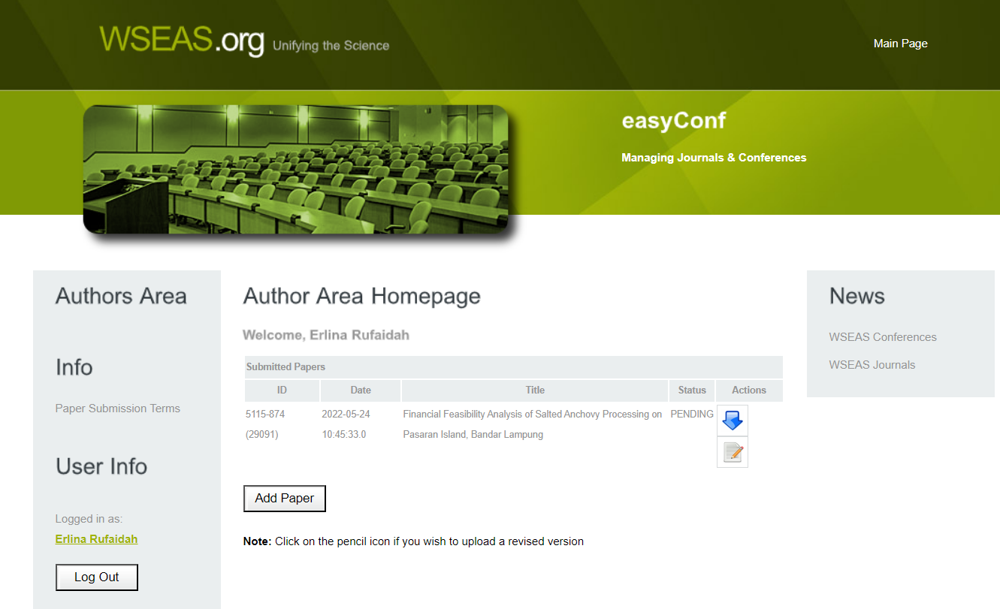 WSEAS.org Unifying the Science
Main Page
easyConf
Managing Journals & Conferences
Authors Area
Info
Paper Submission Terms
User Info
Logged in as:
Erlina Rufaidah
Log Out
Author Area Homepage
Welcome, Erlina Rufaidah
Submitted Papers
ID Date Title Status Actions
5115-874 2022-05-24 Financial Feasibility Analysis of Salted Anchovy Processing on PENDING
(29091) 10:45:33.0 Pasaran Island, Bandar Lampung
Add Paper
Note: Click on the pencil icon if you wish to upload a revised version
News
WSEAS Conferences
WSEAS Journals